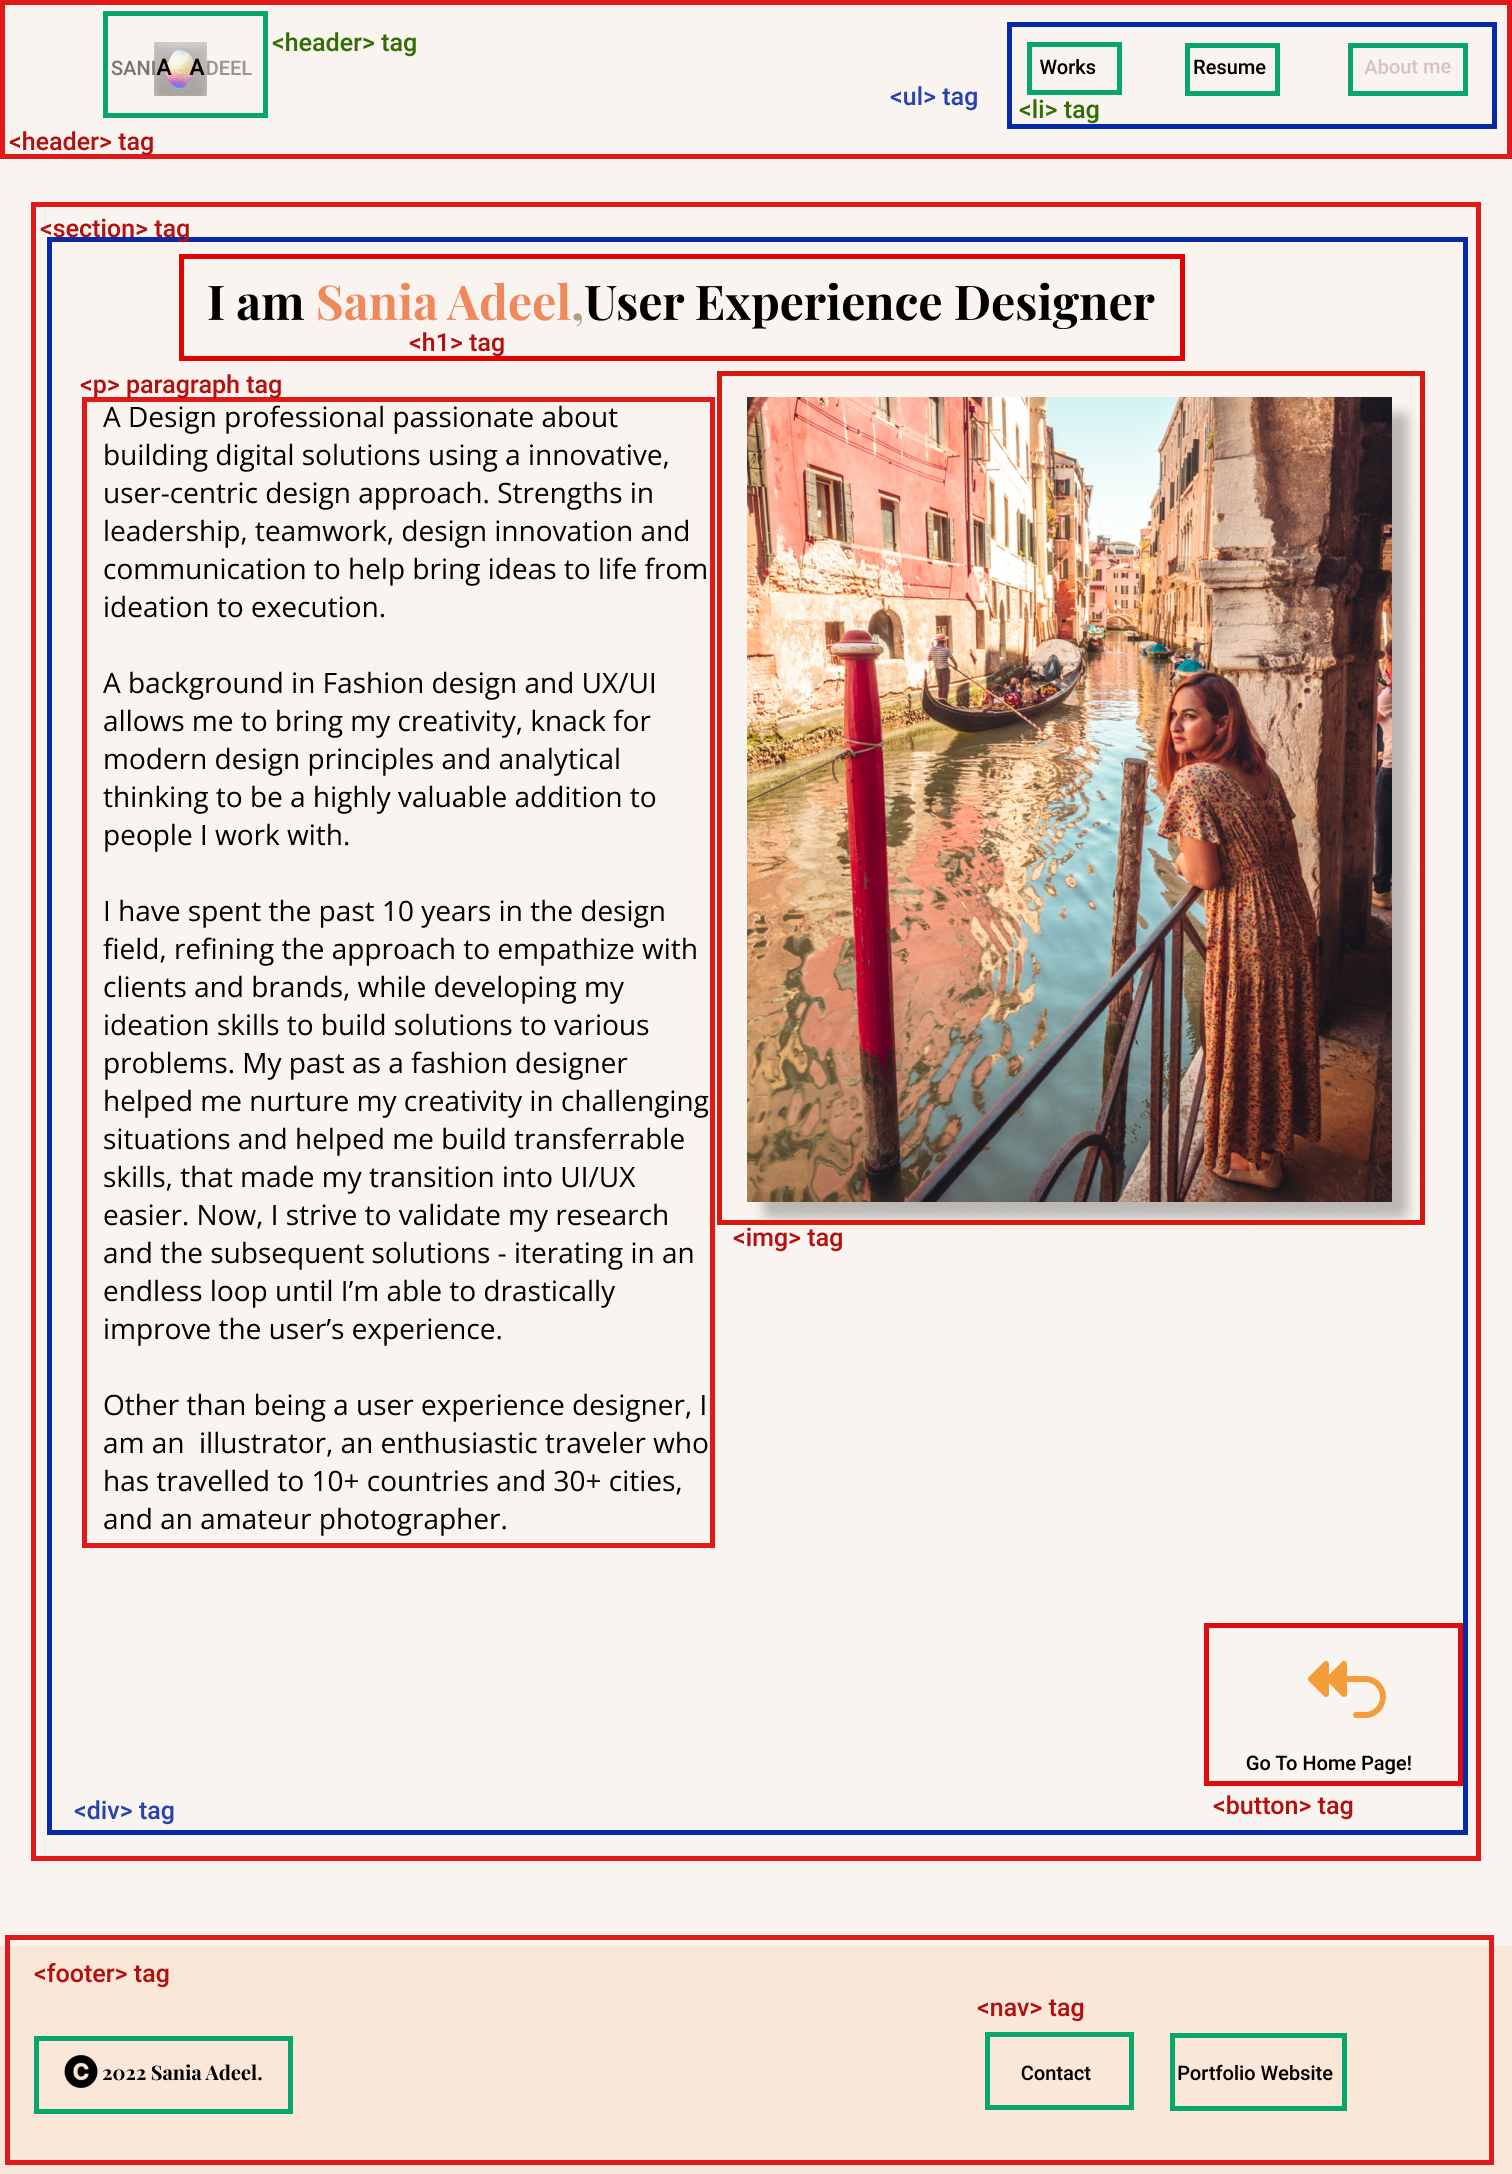 SANIA ADEEL
<header> tag
<ul> tag
Works
Resume
About me
<li> tag
<header> tag
<section> tag
I am Sania Adeel,User Experience Designer
<h1> tag
<p> paragraph tag
A Design professional passionate about
building digital solutions using a innovative,
user-centric design approach. Strengths in
leadership, teamwork, design innovation and
communication to help bring ideas to life from
ideation to execution.
A background in Fashion design and UX/UI
allows me to bring my creativity, knack for
modern design principles and analytical
thinking to be a highly valuable addition to
people I work with.
I have spent the past 10 years in the design
field, refining the approach to empathize with
clients and brands, while developing my
ideation skills to build solutions to various
problems. My past as a fashion designer
helped me nurture my creativity in challenging
situations and helped me build transferrable
skills, that made my transition into UI/UX
easier. Now, I strive to validate my research
and the subsequent solutions - iterating in an
endless loop until I’m able to drastically
improve the user’s experience.
Other than being a user experience designer, I
am an  illustrator, an enthusiastic traveler who
has travelled to 10+ countries and 30+ cities,
and an amateur photographer.
<img> tag
Go To Home Page!
<button> tag
<div> tag
<footer> tag
<nav> tag
© 2022 Sania Adeel.
Contact
Portfolio Website